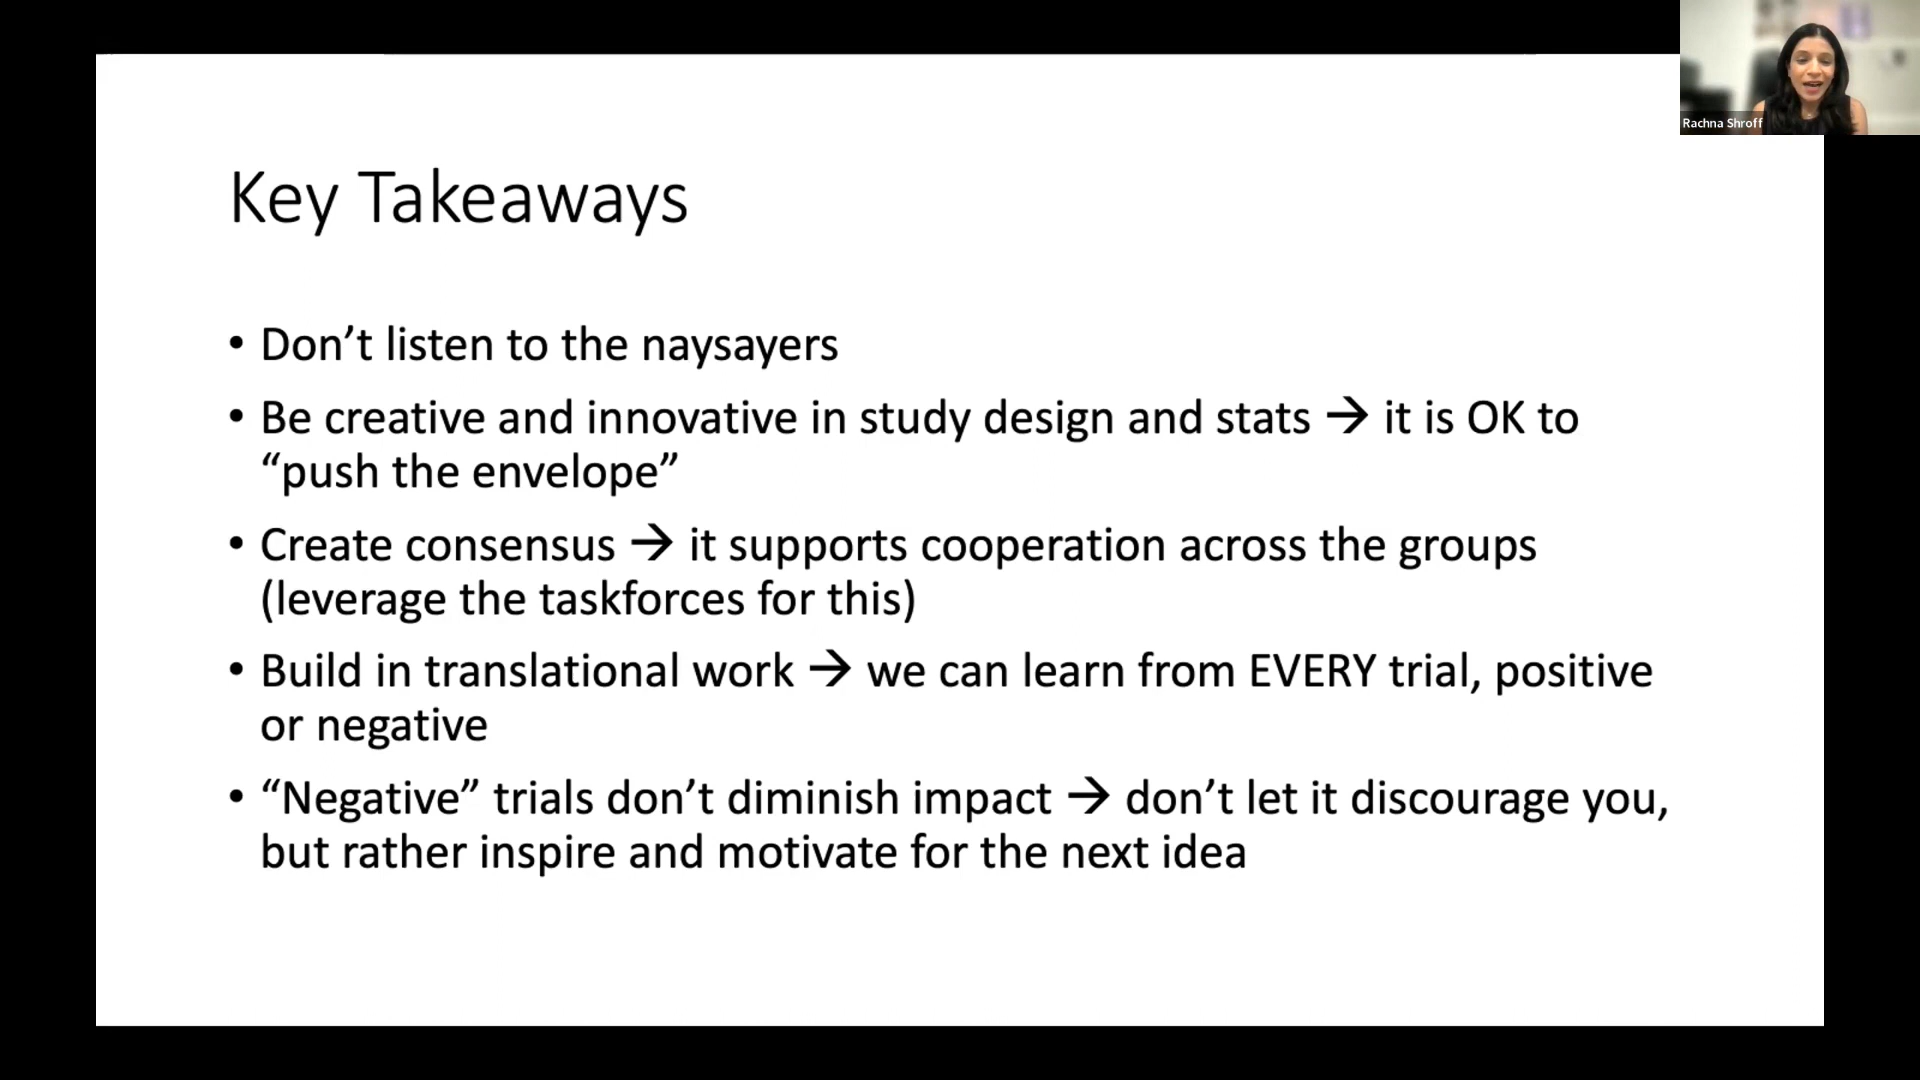 Rachna Shroff
Key Takeaways
• Don’t listen to the naysayers
• Be creative and innovative in study design and stats → it is OK to
“push the envelope”
• Create consensus → it supports cooperation across the groups
(leverage the taskforces for this)
• Build in translational work → we can learn from EVERY trial, positive
or negative
• “Negative” trials don’t diminish impact → don’t let it discourage you,
but rather inspire and motivate for the next idea